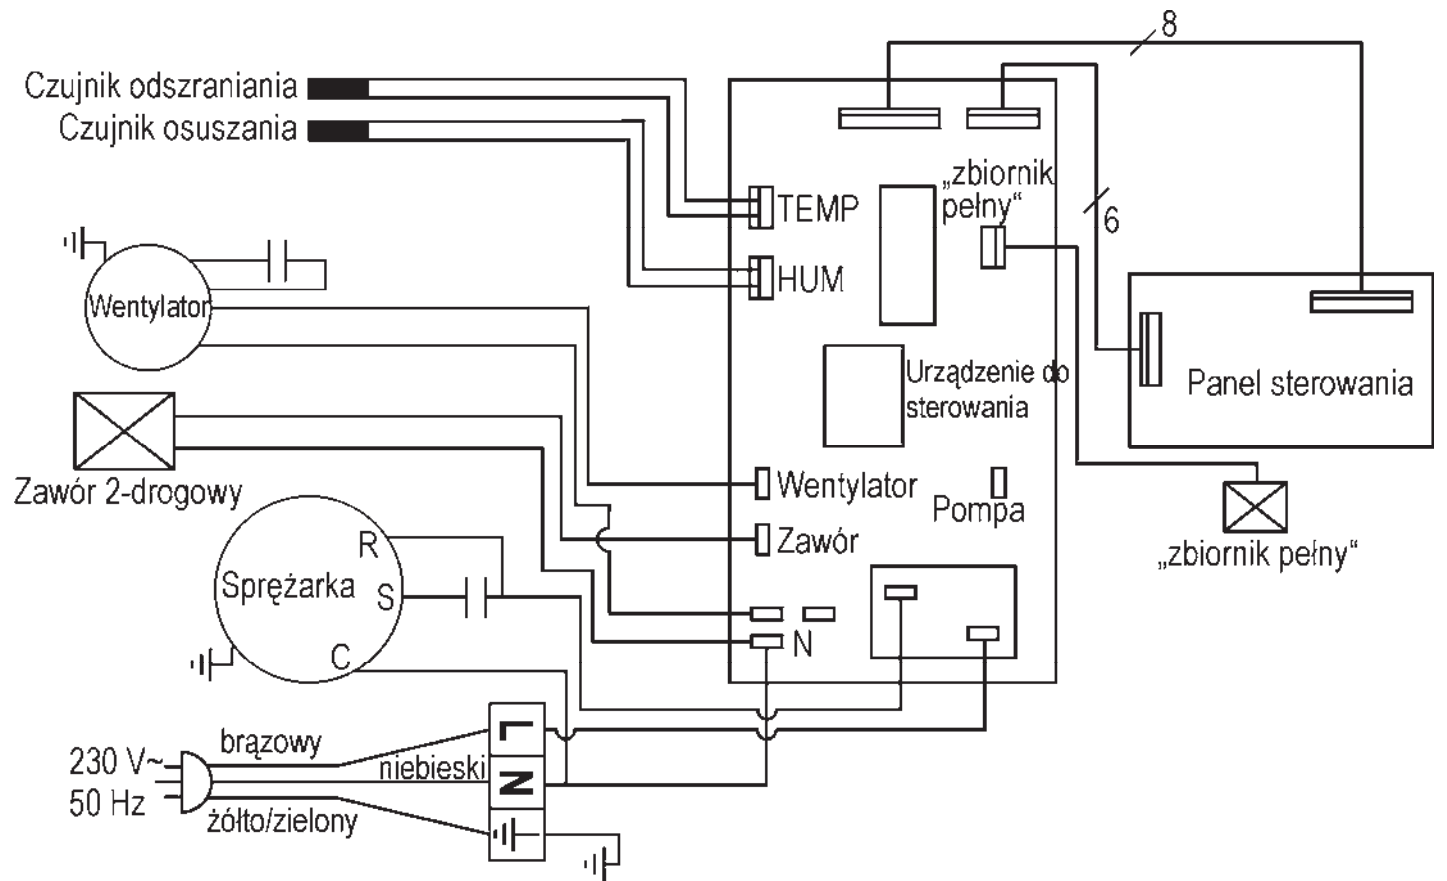 8
Czujnik odszraniania
Czujnik osuszania
„zbiornik
pełny“
TEMP
6
HUM
Wentylator
Urządzenie do
sterowania
Panel sterowania
Zawór 2-drogowy
Wentylator
Pompa
Zawór
„zbiornik pełny“
R
Sprężarka
S
C
N
L
brązowy
230 V~
niebieski
N
50 Hz
żółto/zielony